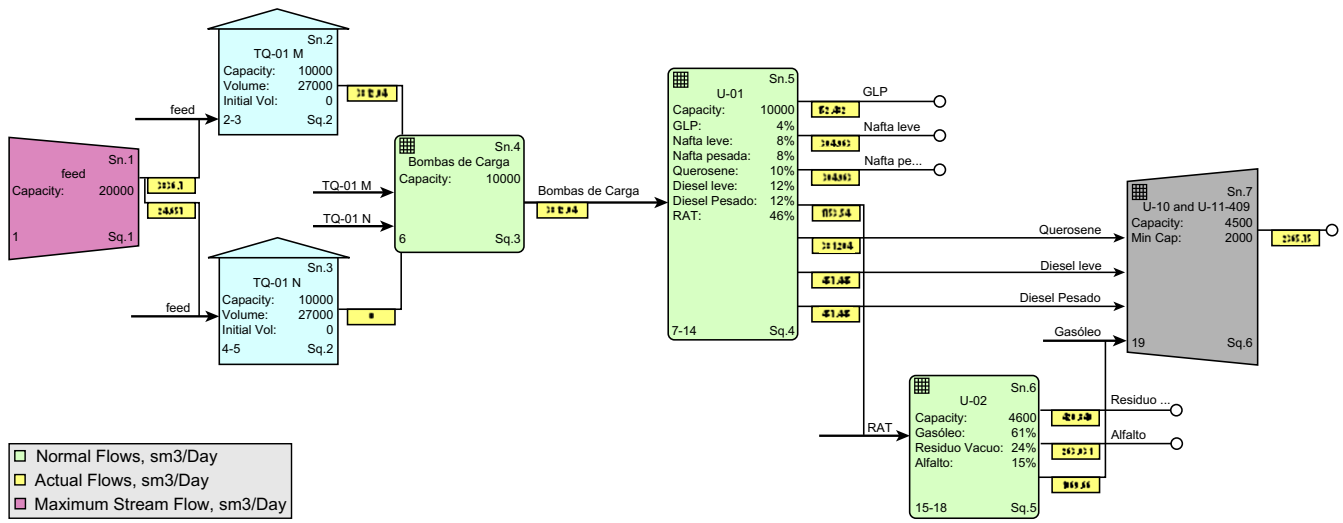 Sn.1
feed
Capacity: 20000
1 Sq.1
feed
feed
Sn.2
TQ-01 M
Capacity: 10000
Volume: 27000
Initial Vol: 0
2-3 Sq.2
Sn.3
TQ-01 N
Capacity: 10000
Volume: 27000
Initial Vol: 0
4-5 Sq.2
TQ-01 M
TQ-01 N
Sn.4
Bombas de Carga
Capacity: 10000
6 Sq.3
Bombas de Carga
Sn.5
U-01
Capacity: 10000
GLP: 4%
Nafta leve: 8%
Nafta pesada: 8%
Querosene: 10%
Diesel leve: 12%
Diesel Pesado: 12%
RAT: 46%
7-14 Sq.4
GLP
Nafta leve
Nafta pe...
Querosene
Diesel leve
Diesel Pesado
Gasóleo
RAT
Sn.6
U-02
Capacity: 4600
Gasóleo: 61%
Residuo Vacuo: 24%
Alfalto: 15%
15-18 Sq.5
Residuo ...
Alfalto
Sn.7
U-10 and U-11-409
Capacity: 4500
Min Cap: 2000
19 Sq.6
Normal Flows, sm3/Day
Actual Flows, sm3/Day
Maximum Stream Flow, sm3/Day